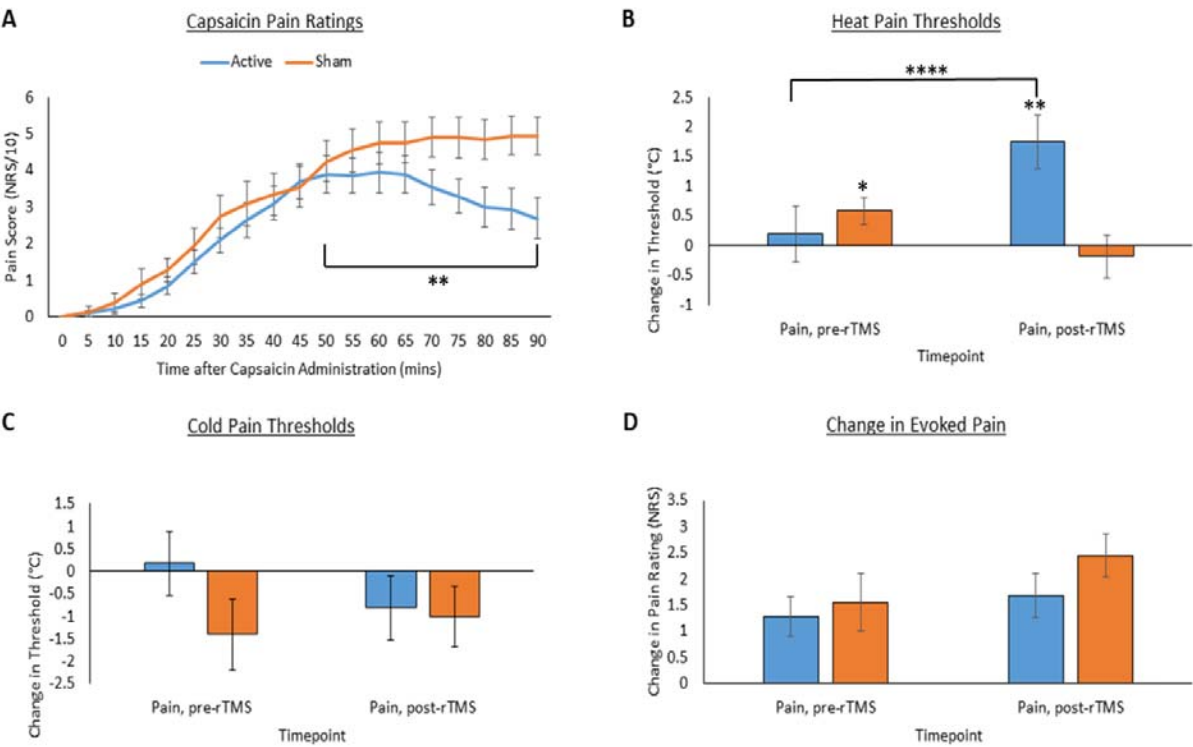 A
Capsaicin Pain Ratings
Active Sham
Pain Score (NRS/10)
6
5
4
3
2
1
0
**
0 5 10 15 20 25 30 35 40 45 50 55 60 65 70 75 80 85 90
Time after Capsaicin Administration (mins)
B
Heat Pain Thresholds
****
Change in Threshold (°C)
2.5
2
1.5
1
0.5
0
-0.5
-1
*
**
Pain, pre-rTMS Pain, post-rTMS
Timepoint
C
Cold Pain Thresholds
Change in Threshold (°C)
1.5
1
0.5
0
-0.5
-1
-1.5
-2
-2.5
Pain, pre-rTMS Pain, post-rTMS
Timepoint
D
Change in Evoked Pain
Change in Pain Rating (NRS)
3.5
3
2.5
2
1.5
1
0.5
0
Pain, pre-rTMS Pain, post-rTMS
Timepoint